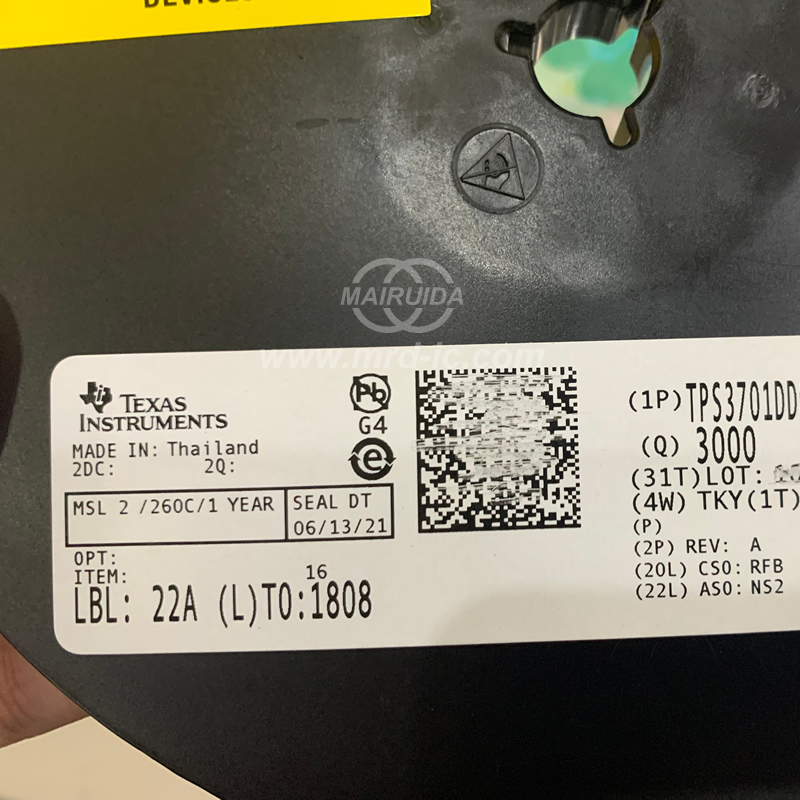 MAIRUIDA
www.mrd-ic.com
TEXAS
INSTRUMENTS
MADE IN: Thailand
2DC: 2Q:
MSL 2 /260C/1 YEAR
SEAL DT
06/13/21
OPT:
ITEM: 16
LBL: 22A (L)TO:1808
Pb
G4
e
(1P)TPS3701DD
(Q) 3000
(31T)LOT:
(4W) TKY(1T)
(P)
(2P) REV: A
(20L) CSO:RFB
(22L) ASO:NS2